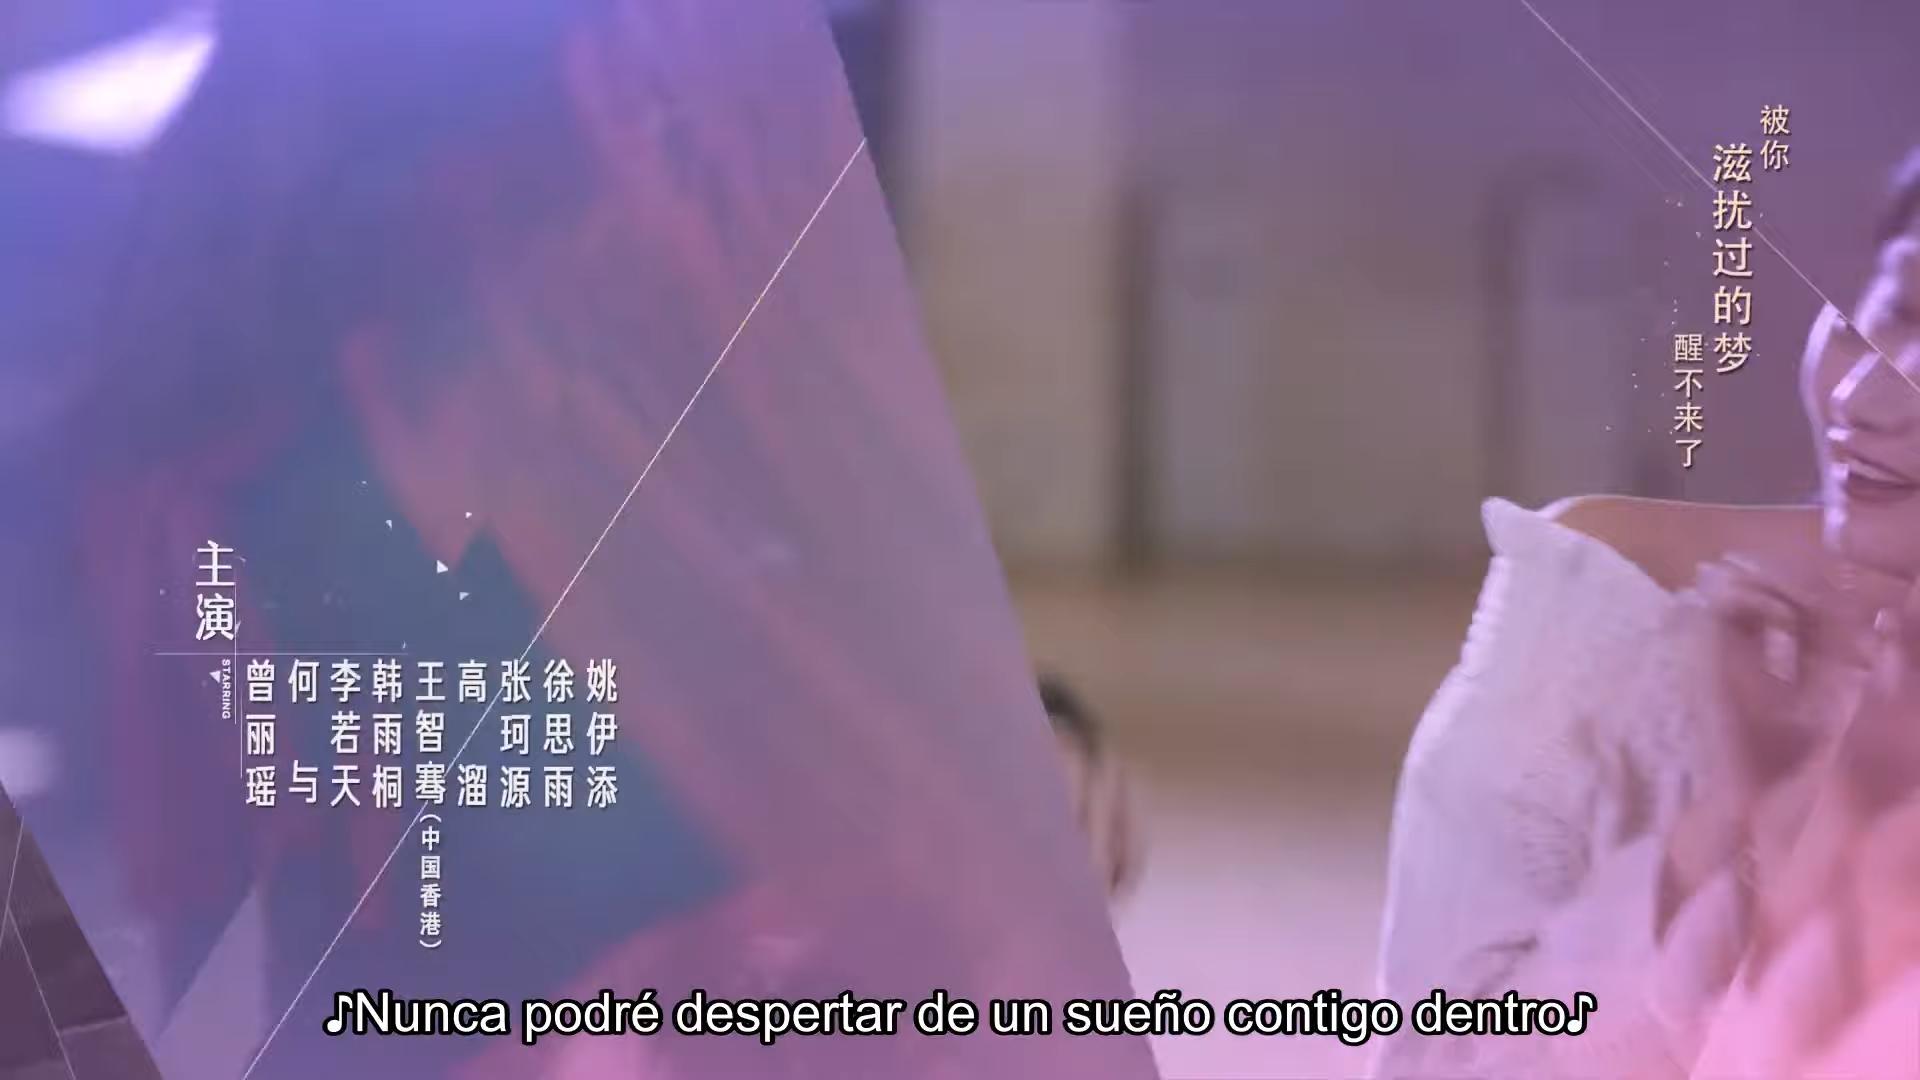 被你
滋扰过的梦
醒不来了
主演
STARRING
曾丽瑶
何与
李若天
韩雨桐
王智骞(中国香港)
高溜
张珂源
徐思雨
姚伊添
♪Nunca podré despertar de un sueño contigo dentro♪